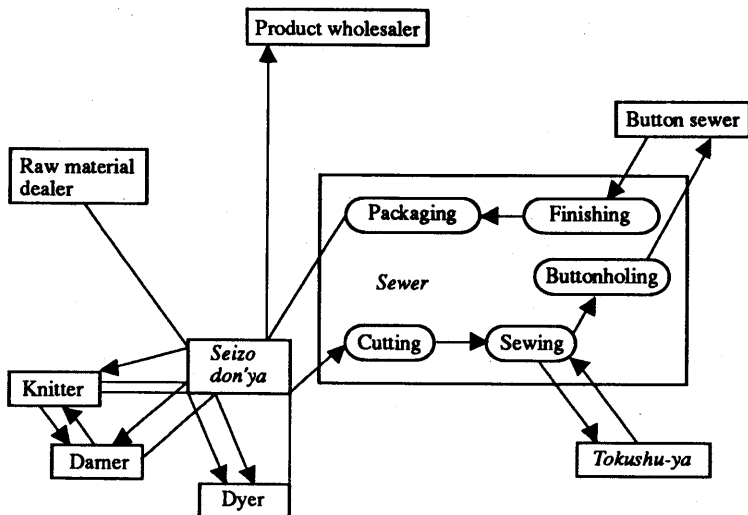 Product wholesaler
Button sewer
Raw material
dealer
Packaging
Finishing
Sewer
Buttonholing
Cutting
Sewing
Seizo
don'ya
Knitter
Darner
Dyer
Tokushu-ya